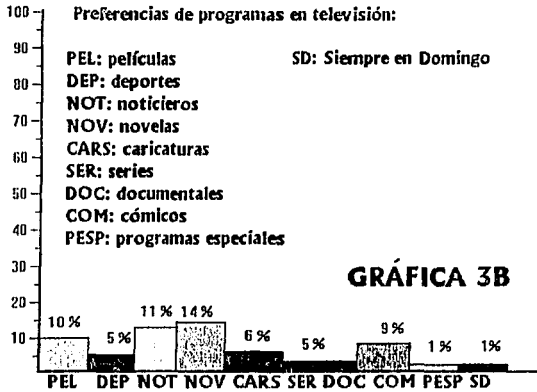 Preferencias de programas en televisión:
PEL: películas
SD: Siempre en Domingo
DEP: deportes
NOT: noticieros
NOV: novelas
CARS: caricaturas
SER: series
DOC: documentales
COM: cómicos
PESP: programas especiales
GRÁFICA 3B
100
90
80
70
60
50
40
30
20
10
10 %
5 %
11 %
14 %
6 %
5 %
9 %
1 %
1%
PEL DEP NOT NOV CARS SER DOC COM PESP SD